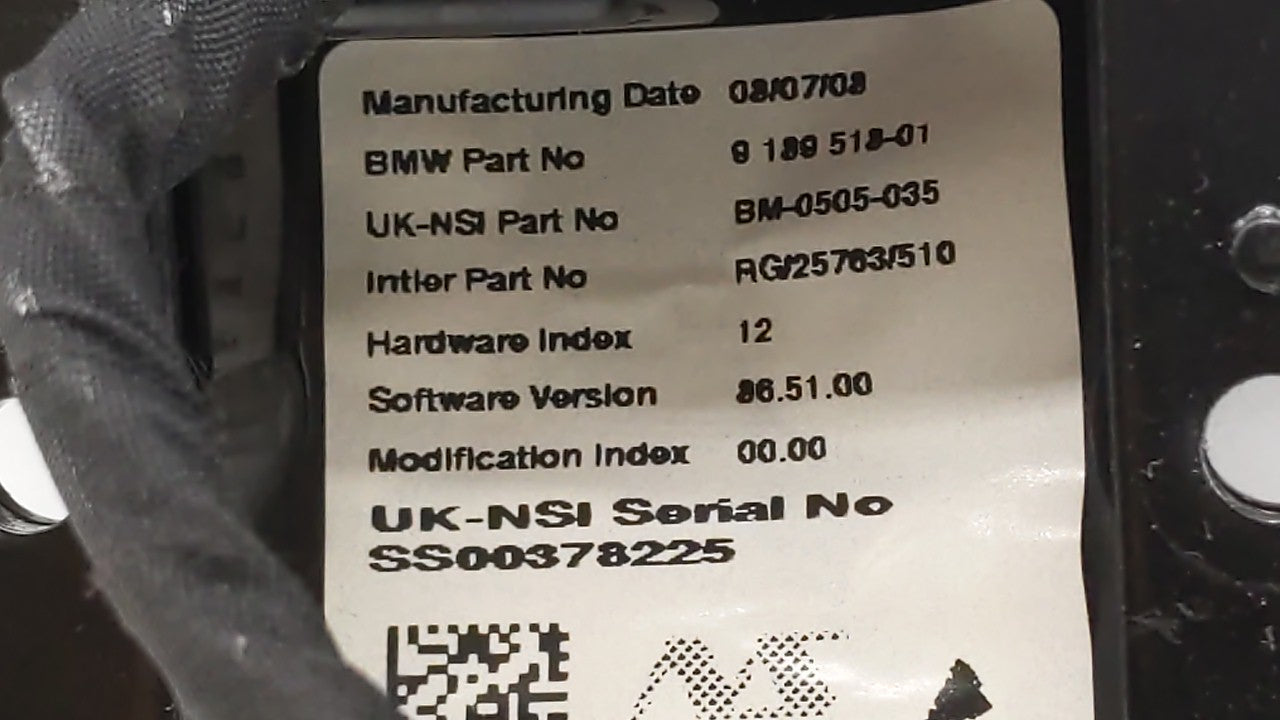 Manufacturing Date 08/07/08
BMW Part No 9 189 518-01
UK-NSI Part No BM-0505-035
Intier Part No RG/25763/510
Hardware Index 12
Software Version 86.51.00
Modification Index 00.00
UK-NSI Serial No
SS00378225